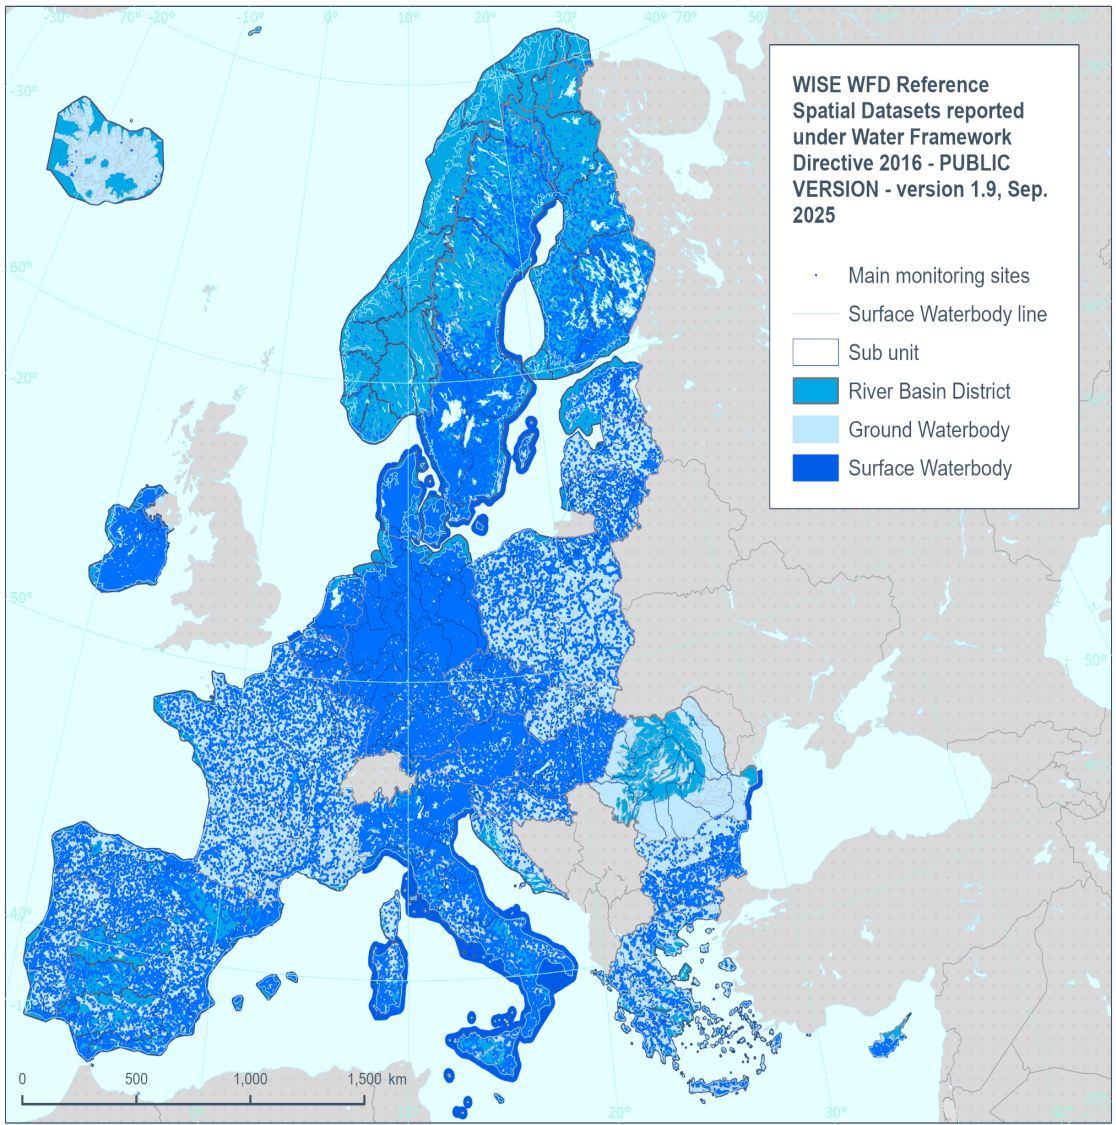 -30°
-70°
-20°
-10°
0°
10°
20°
30°
40°
70°
50°
-30°
60°
-20°
50°
40°
50°
-10°
10°
20°
30°
WISE WFD Reference
Spatial Datasets reported
under Water Framework
Directive 2016 - PUBLIC
VERSION - version 1.9, Sep.
2025
Main monitoring sites
Surface Waterbody line
Sub unit
River Basin District
Ground Waterbody
Surface Waterbody
0
500
1,000
1,500 km